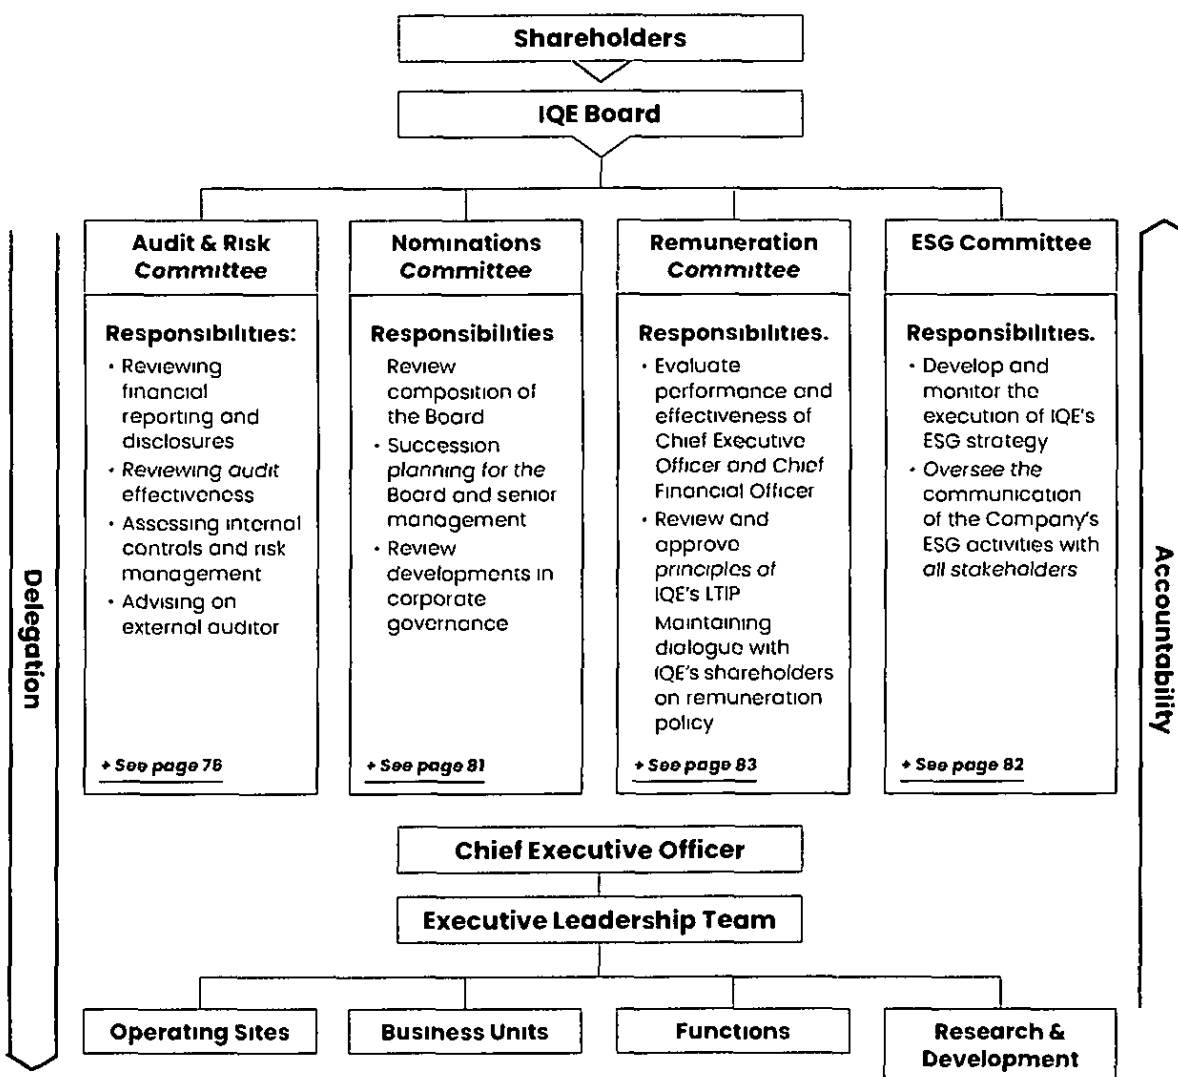 Shareholders
IQE Board
Audit & Risk
Committee
Responsibilities:
• Reviewing
financial
reporting and
disclosures
• Reviewing audit
effectiveness
• Assessing internal
controls and risk
management
• Advising on
external auditor
+ See page 76
Nominations
Committee
Responsibilities
Review
composition of
the Board
• Succession
planning for the
Board and senior
management
• Review
developments in
corporate
governance
+ See page 81
Remuneration
Committee
Responsibilities.
• Evaluate
performance and
effectiveness of
Chief Executive
Officer and Chief
Financial Officer
• Review and
approve
principles of
IQE's LTIP
Maintaining
dialogue with
IQE's shareholders
on remuneration
policy
+ See page 83
ESG Committee
Responsibilities.
• Develop and
monitor the
execution of IQE's
ESG strategy
• Oversee the
communication
of the Company's
ESG activities with
all stakeholders
+ See page 82
Delegation
Accountability
Chief Executive Officer
Executive Leadership Team
Operating Sites
Business Units
Functions
Research &
Development